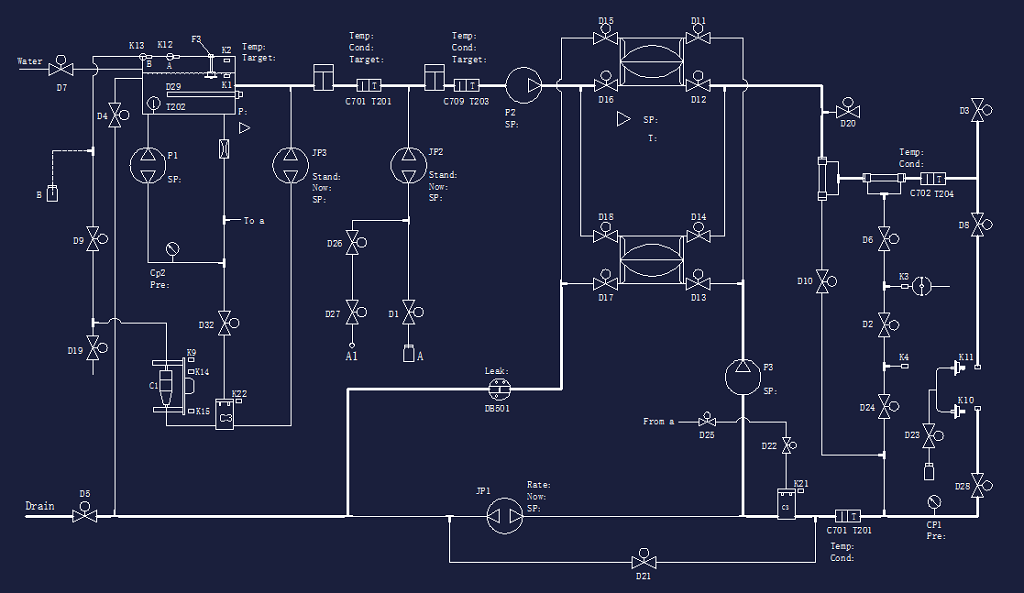 D15
D11
K13
K12
F3
K2
Temp:
Cond:
Target:
Temp:
Cond:
Target:
Temp:
Target:
Water
B
A
D7
D29
K1
T202
P:
C701 T201
C709 T203
D16
D12
D4
P2
SP:
SP:
T:
D20
D3
P1
SP:
JP3
Stand:
Now:
SP:
JP2
Stand:
Now:
SP:
Temp:
Cond:
C702 T204
B
To a
D18
D14
D9
D26
D6
D8
Cp2
Pre:
D10
K3
D17
D13
D27
D1
D32
D2
D19
A1
A
K9
K14
C1
K15
K22
C3
Leak:
DB501
P3
SP:
K4
K11
K10
D24
From a
D25
D22
D23
Drain
D5
JP1
Rate:
Now:
SP:
K21
C3
D28
C701 T201
Temp:
Cond:
CP1
Pre:
D21